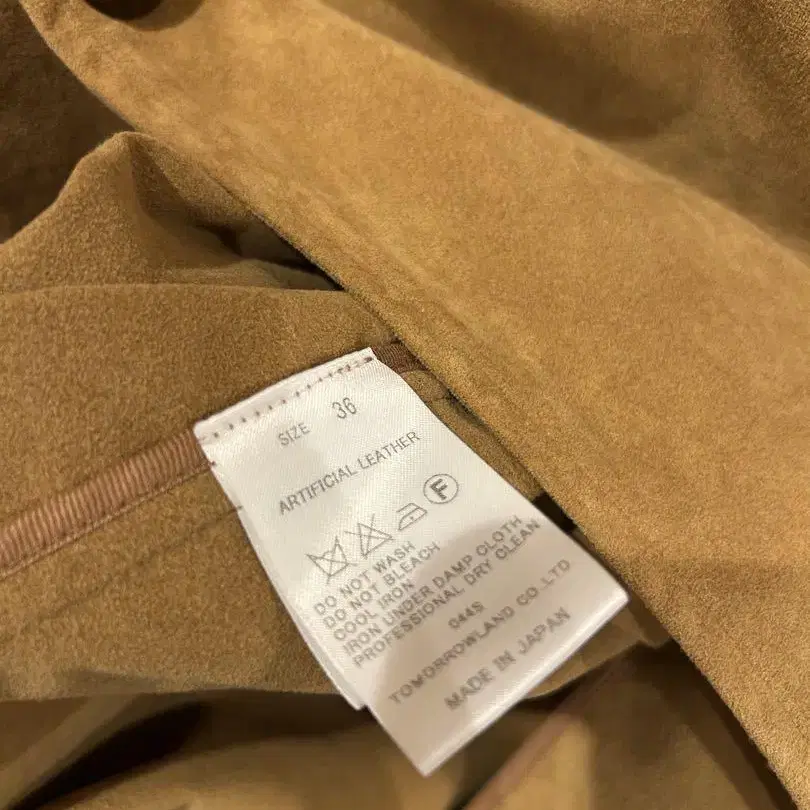 SIZE 36
ARTIFICIAL LEATHER
F
DO NOT WASH
DO NOT BLEACH
COOL IRON
IRON UNDER DAMP CLOTH
PROFESSIONAL DRY CLEAN
044S
TOMORROWLAND CO.,LTD
MADE IN JAPAN